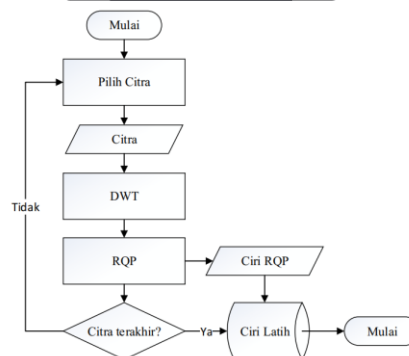 Mulai
Pilih Citra
Citra
Tidak
DWT
RQP
Ciri RQP
Citra terakhir?
Ya
Ciri Latih
Mulai